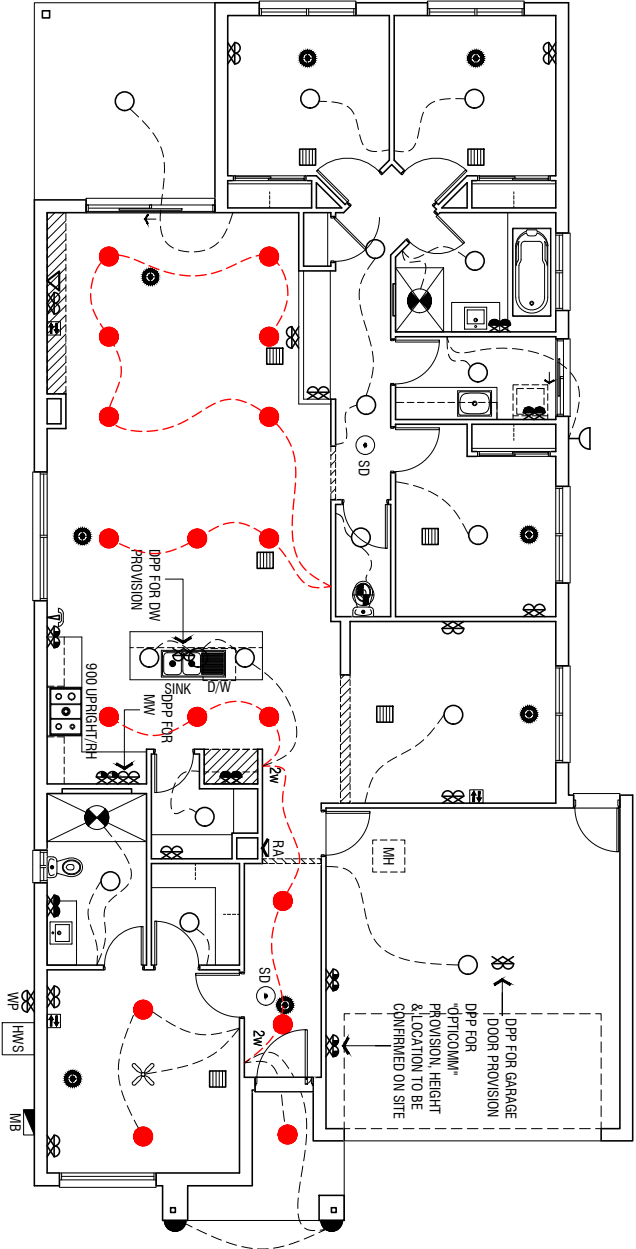 SD
DPP FOR DW
PROVISION
SINK
D/W
900 UPRIGHT/RH
DPP FOR
MW
2w
RA
MH
SD
2w
DPP FOR GARAGE
DOOR PROVISION
DPP FOR
"OPTICOMM"
PROVISION, HEIGHT
& LOCATION TO BE
CONFIRMED ON SITE
WP
HWS
MB